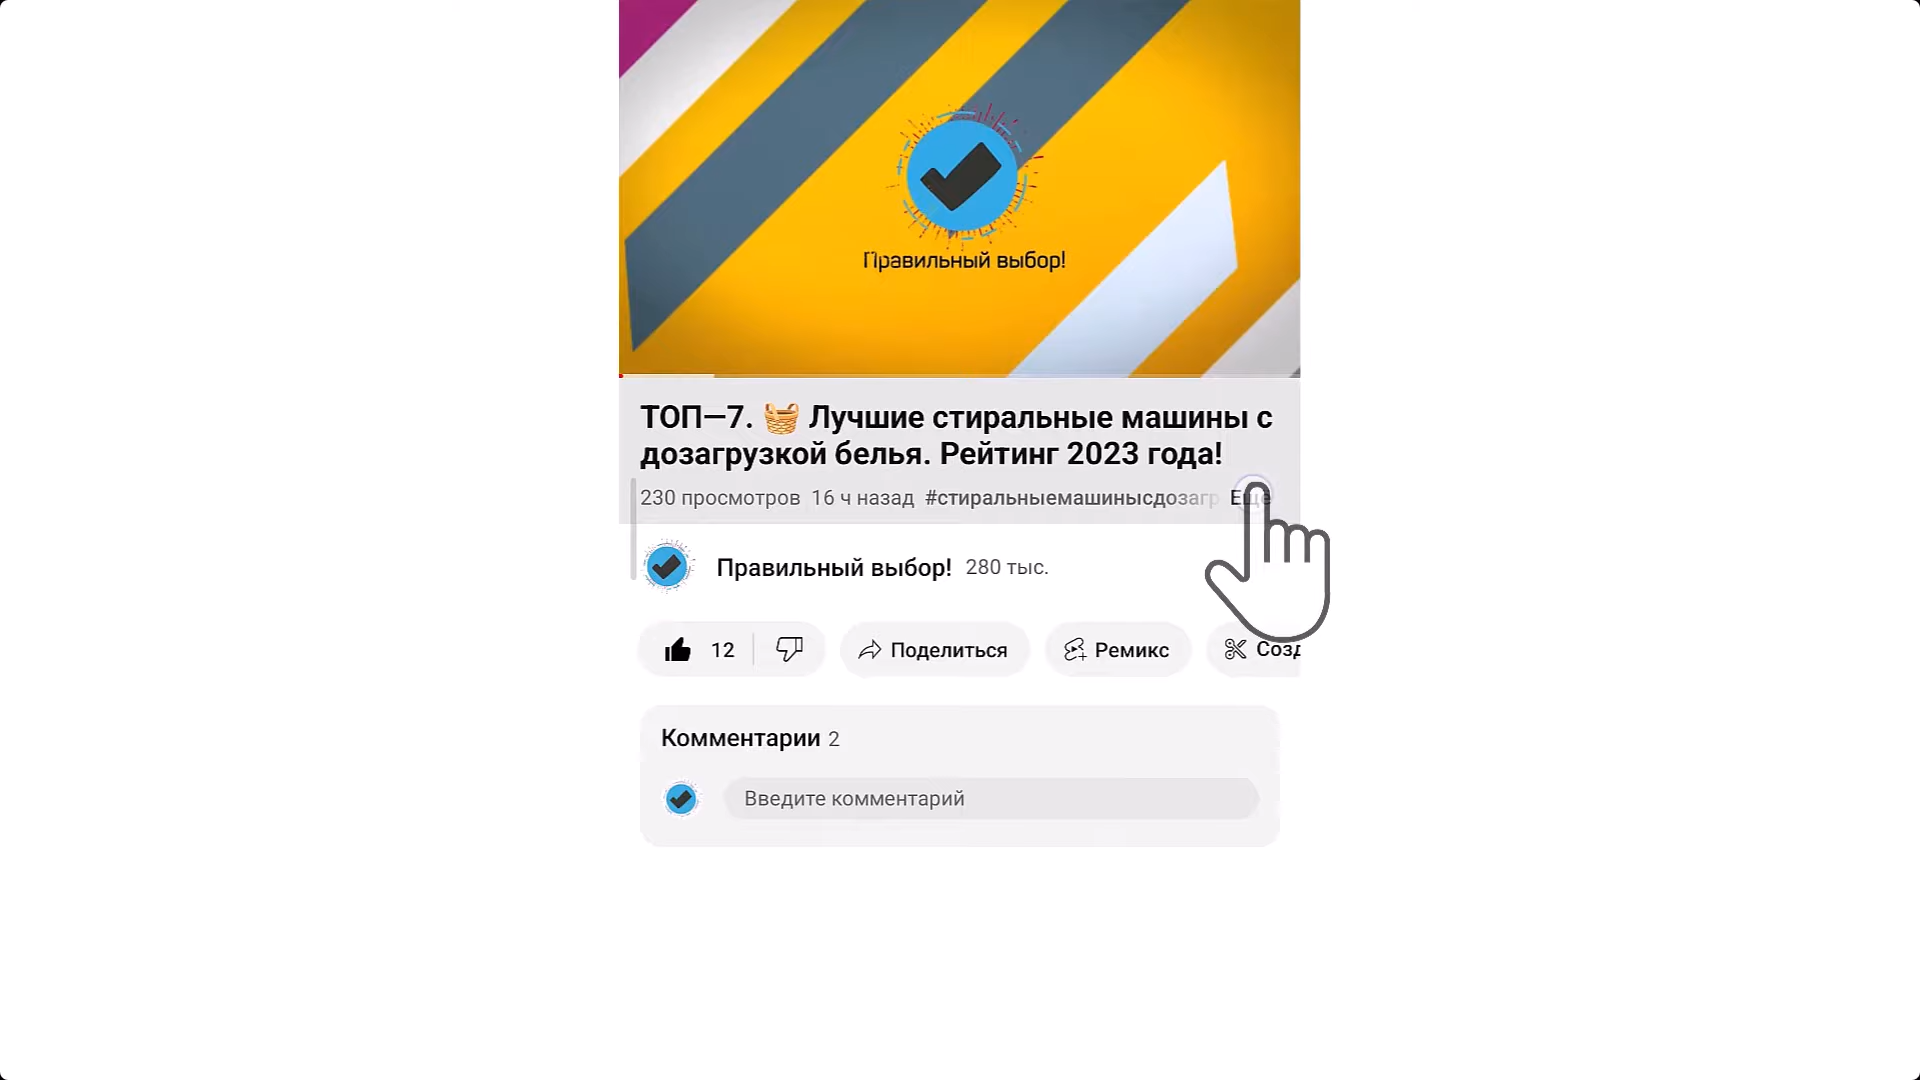 Правильный выбор!
ТОП—7. 🧺 Лучшие стиральные машины с
дозагрузкой белья. Рейтинг 2023 года!
230 просмотров 16 ч назад #стиральныемашинысдозагр Ещё
Правильный выбор! 280 тыс.
12 Поделиться Ремикс Созд
Комментарии 2
Введите комментарий